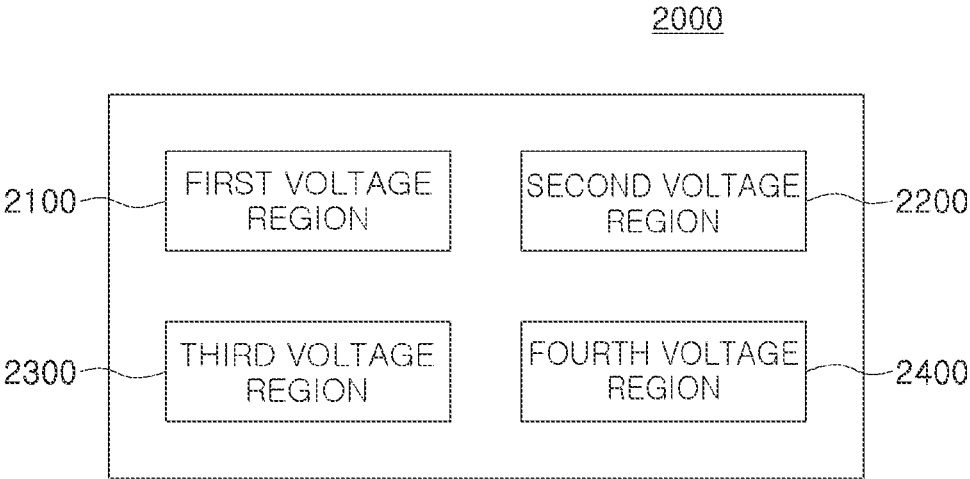 2000
2100
FIRST VOLTAGE
REGION
SECOND VOLTAGE
REGION
2200
2300
THIRD VOLTAGE
REGION
FOURTH VOLTAGE
REGION
2400